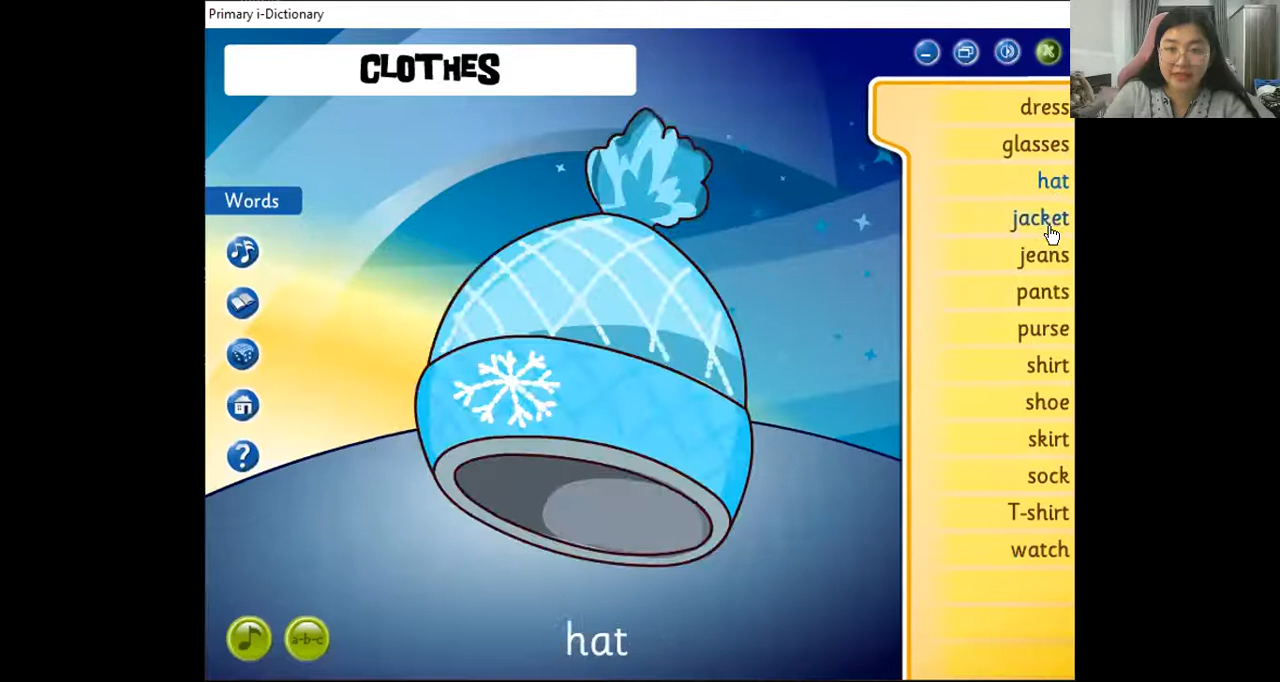 Primary i-Dictionary
CLOTHES
Words
dress
glasses
hat
jacket
jeans
pants
purse
shirt
shoe
skirt
sock
T-shirt
watch
?
a-b-c
hat